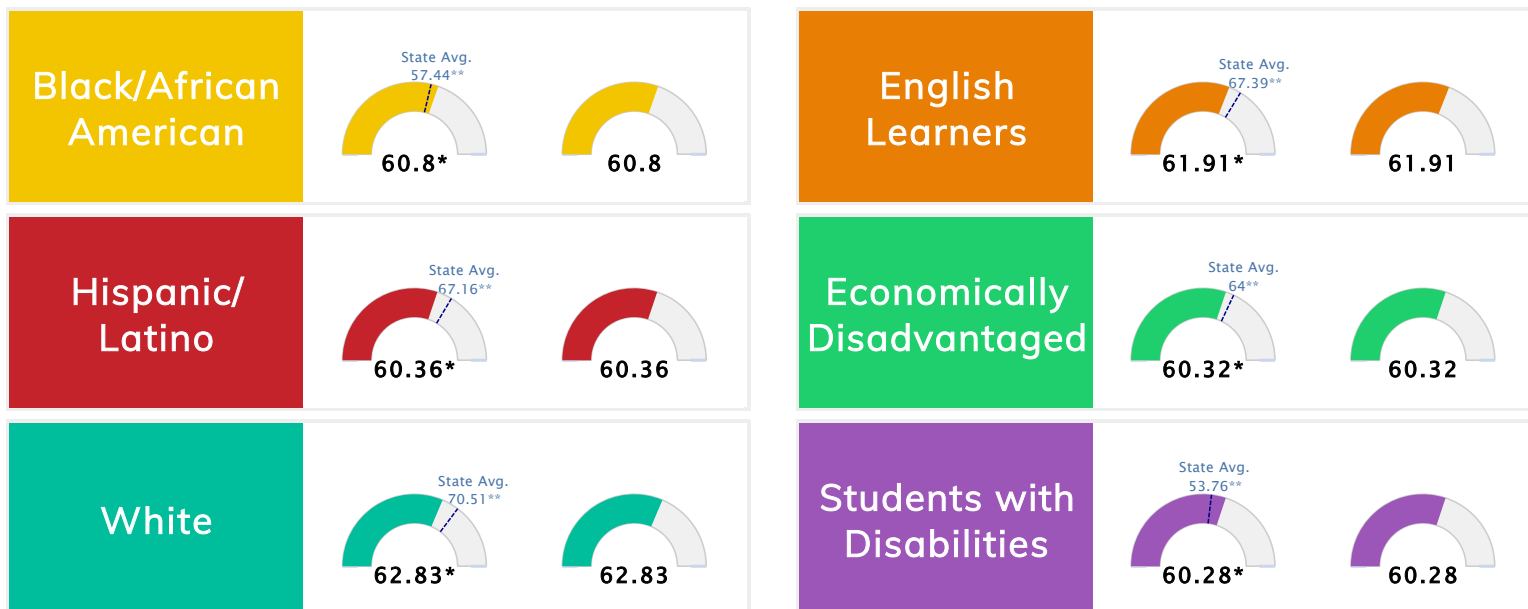 Black/African
American
State Avg.
57.44**
60.8*
60.8
English
Learners
State Avg.
67.39**
61.91*
61.91
Hispanic/
Latino
State Avg.
67.16**
60.36*
60.36
Economically
Disadvantaged
State Avg.
64**
60.32*
60.32
White
State Avg.
70.51**
62.83*
62.83
Students with
Disabilities
State Avg.
53.76**
60.28*
60.28